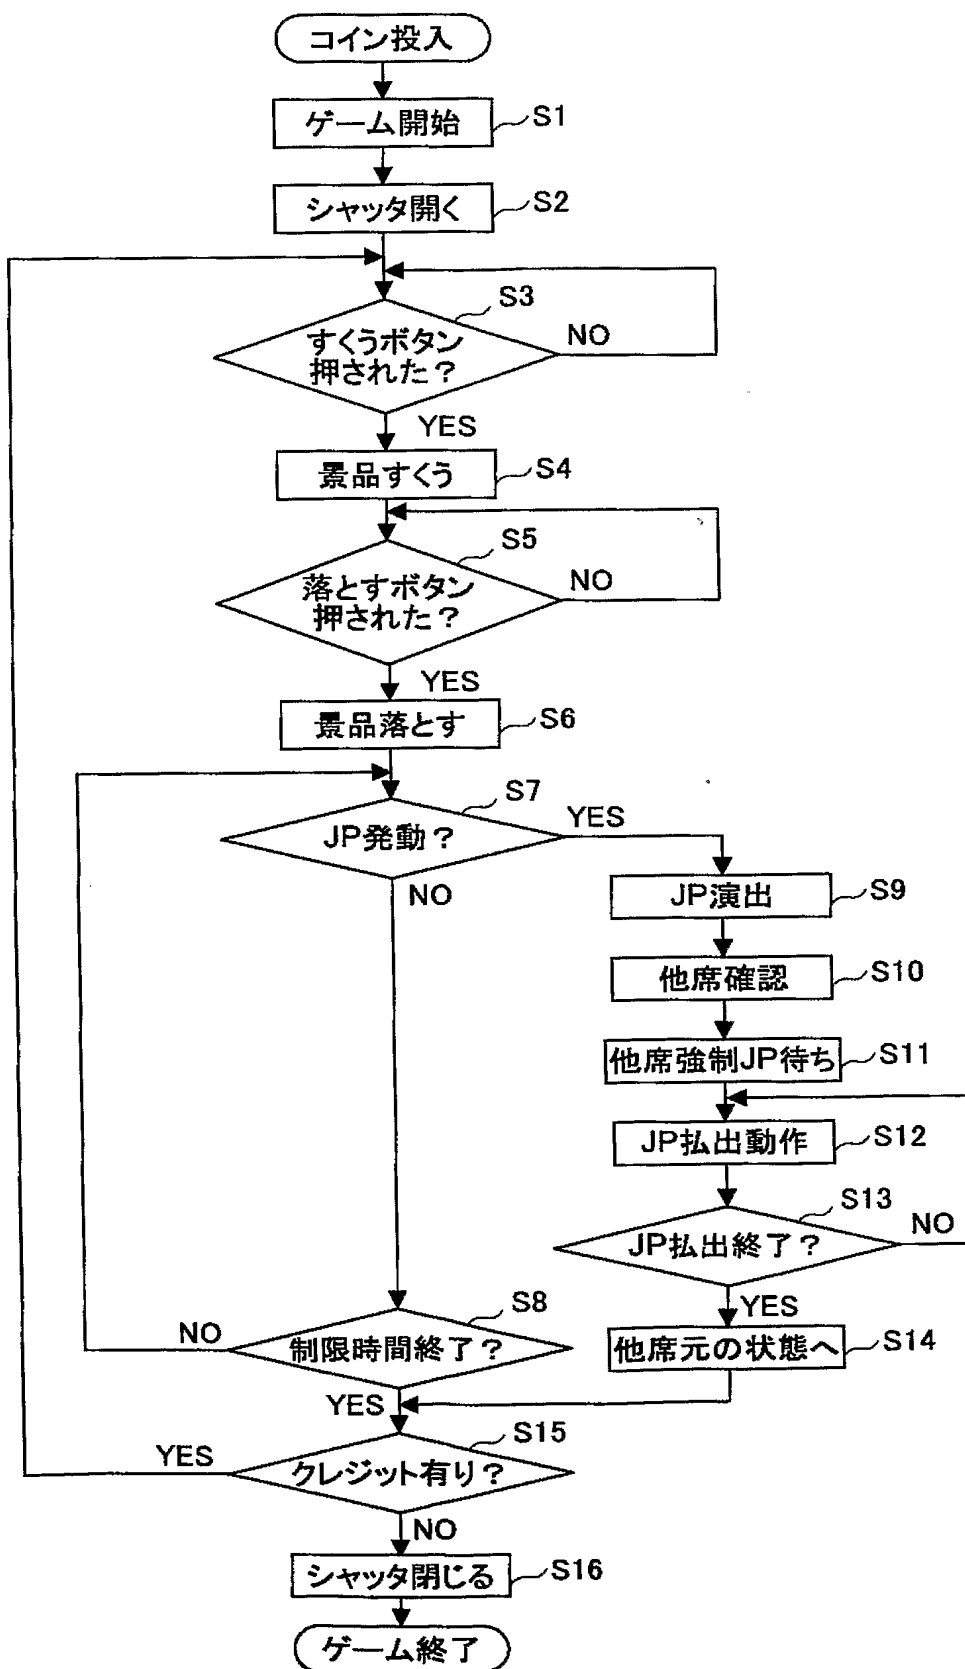 コイン投入
ゲーム開始
S1
シャッタ開く
S2
S3
すくうボタン
押された？
NO
YES
景品すくう
S4
S5
落とすボタン
押された？
NO
YES
景品落とす
S6
S7
JP発動？
YES
NO
JP演出
S9
他席確認
S10
他席強制JP待ち
S11
JP払出動作
S12
S13
JP払出終了？
NO
YES
他席元の状態へ
S14
S8
制限時間終了？
NO
YES
S15
クレジット有り？
YES
NO
シャッタ閉じる
S16
ゲーム終了